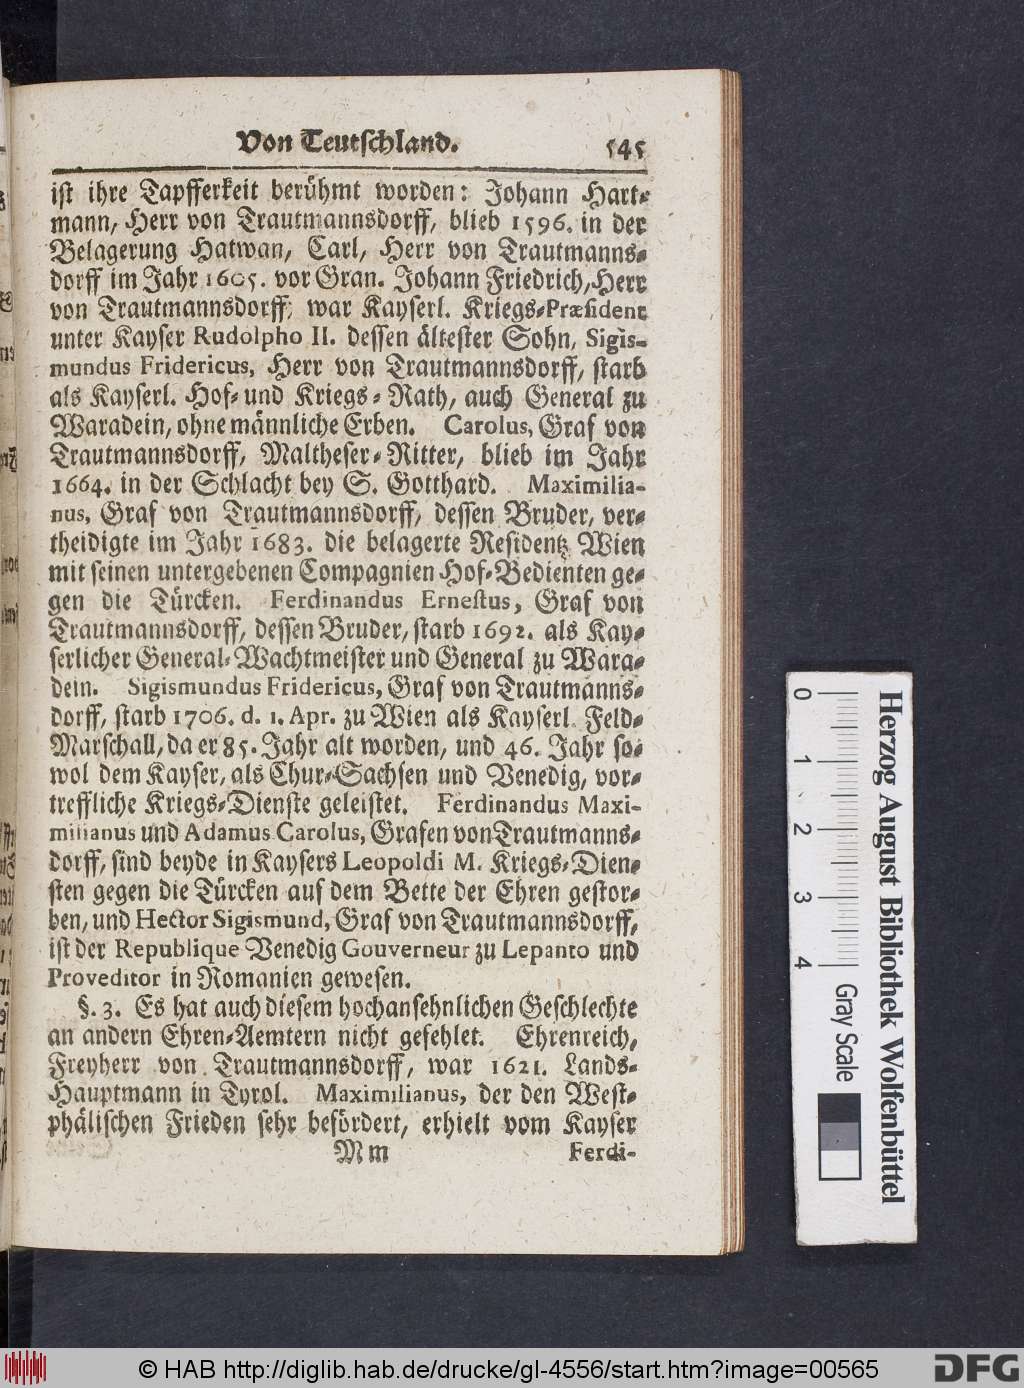 Von Teutschland. 545
ist ihre Tapfferkeit berühmt worden: Johann Hart-
mann, Herr von Trautmannsdorff, blieb 1596. in der
Belagerung Hatwan, Carl, Herr von Trautmanns-
dorff im Jahr 1605. vor Gran. Johann Friedrich, Herr
von Trautmannsdorff, war Kayserl. Kriegs-Præsident
unter Kayser Rudolpho II. dessen ältester Sohn, Sigis-
mundus Fridericus, Herr von Trautmannsdorff, starb
als Kayserl. Hof- und Kriegs-Rath, auch General zu
Waradein, ohne männliche Erben. Carolus, Graf von
Trautmannsdorff, Maltheser-Ritter, blieb im Jahr
1664. in der Schlacht bey S. Gotthard. Maximilia-
nus, Graf von Trautmannsdorff, dessen Bruder, ver-
theidigte im Jahr 1683. die belagerte Residentz Wien
mit seinen untergebenen Compagnien Hof-Bedienten ge-
gen die Türcken. Ferdinandus Ernestus, Graf von
Trautmannsdorff, dessen Bruder, starb 1692. als Kay-
serlicher General-Wachtmeister und General zu Wara-
dein. Sigismundus Fridericus, Graf von Trautmanns-
dorff, starb 1706. d. 1. Apr. zu Wien als Kayserl Feld-
Marschall, da er 85. Jahr alt worden, und 46. Jahr so-
wol dem Kayser, als Chur-Sachsen und Venedig, vor-
treffliche Kriegs-Dienste geleistet. Ferdinandus Maxi-
milianus und Adamus Carolus, Grafen von Trautmanns-
dorff, sind beyde in Kaysers Leopoldi M. Kriegs-Dien-
sten gegen die Türcken auf dem Bette der Ehren gestor-
ben, und Hector Sigismund, Graf von Trautmannsdorff,
ist der Republique Venedig Gouverneur zu Lepanto und
Proveditor in Romanien gewesen.
§. 3. Es hat auch diesem hochansehnlichen Geschlechte
an andern Ehren-Aemtern nicht gefehlet. Ehrenreich,
Freyherr von Trautmannsdorff, war 1621. Lands-
Hauptmann in Tyrol. Maximilianus, der den West-
phälischen Frieden sehr befördert, erhielt vom Kayser
Mm Ferdi-
0 1 2 3 4
Gray Scale
Herzog August Bibliothek Wolfenbüttel
© HAB http://diglib.hab.de/drucke/gl-4556/start.htm?image=00565
DFG